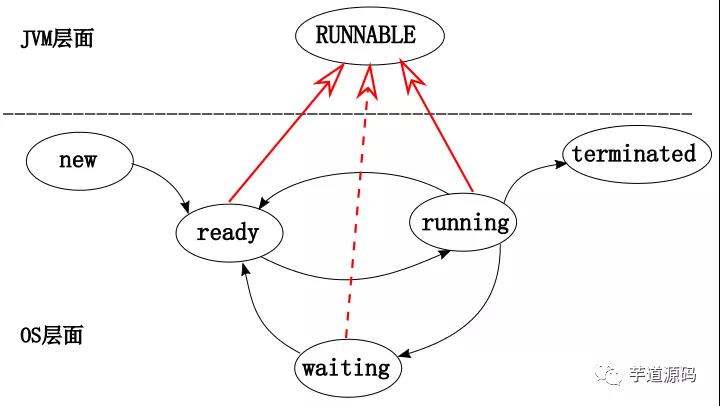 JVM层面
RUNNABLE
new
terminated
ready
running
OS层面
waiting
芋道源码